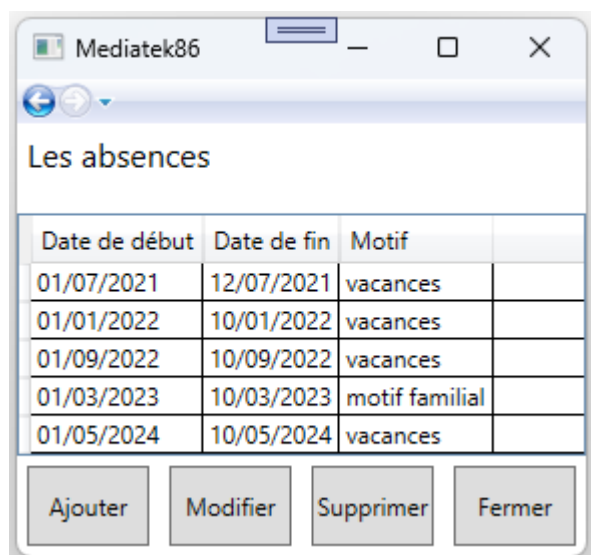 Mediatek86
Les absences
Date de début Date de fin Motif
01/07/2021 12/07/2021 vacances
01/01/2022 10/01/2022 vacances
01/09/2022 10/09/2022 vacances
01/03/2023 10/03/2023 motif familial
01/05/2024 10/05/2024 vacances
Ajouter Modifier Supprimer Fermer